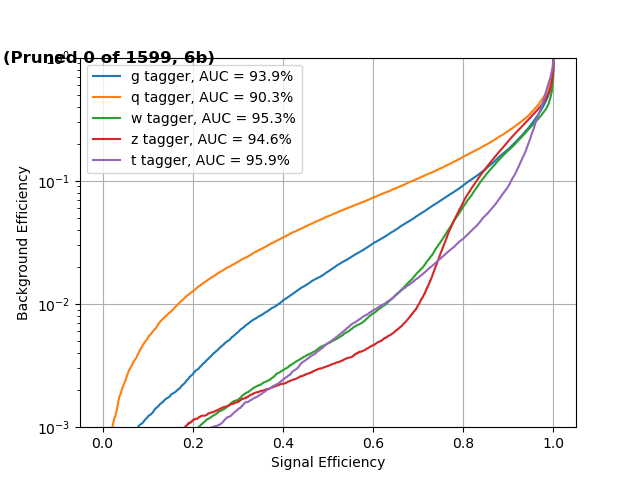 (Pruned 0 of 1599, 6b)
g tagger, AUC = 93.9%
q tagger, AUC = 90.3%
w tagger, AUC = 95.3%
z tagger, AUC = 94.6%
t tagger, AUC = 95.9%
10⁰
10⁻¹
10⁻²
10⁻³
Background Efficiency
0.0 0.2 0.4 0.6 0.8 1.0
Signal Efficiency